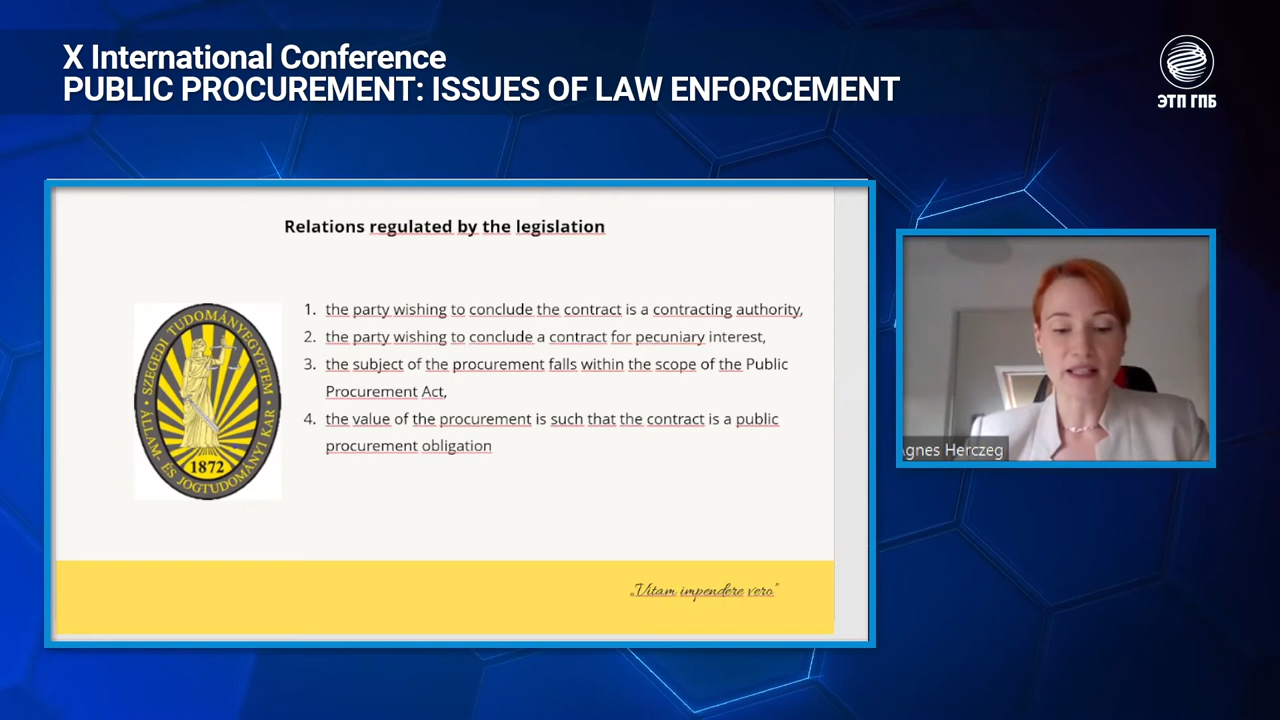 X International Conference
PUBLIC PROCUREMENT: ISSUES OF LAW ENFORCEMENT
ЭТП ГПБ
Relations regulated by the legislation
1. the party wishing to conclude the contract is a contracting authority,
2. the party wishing to conclude a contract for pecuniary interest,
3. the subject of the procurement falls within the scope of the Public
Procurement Act,
4. the value of the procurement is such that the contract is a public
procurement obligation
SZEGEDI TUDOMÁNYEGYETEM
ÁLLAM- ÉS JOGTUDOMÁNYI KAR
1872
„Vitam impendere vero”
Agnes Herczeg